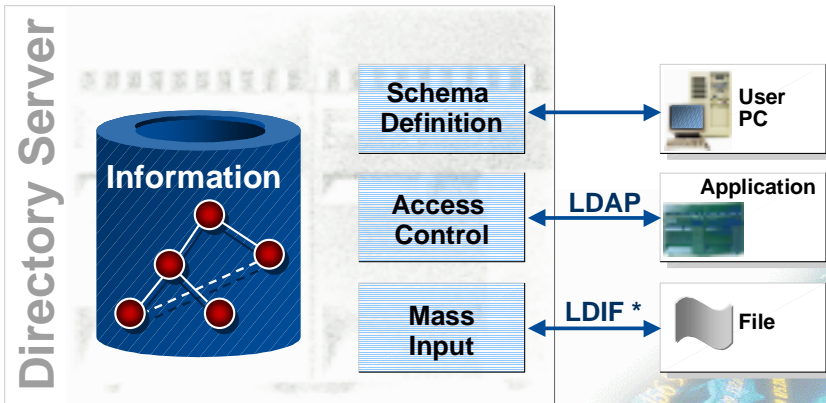 Directory Server
Information
Schema
Definition
User
PC
Access
Control
LDAP
Application
Mass
Input
LDIF *
File